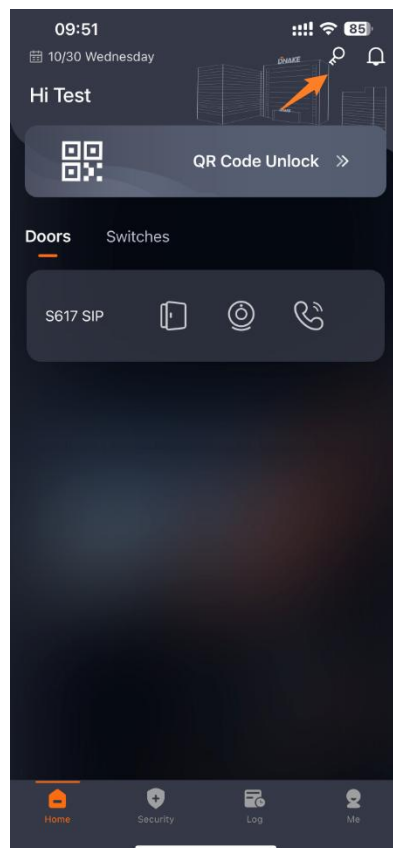 09:51
85
10/30 Wednesday
DNAKE
Hi Test
QR Code Unlock
Doors Switches
S617 SIP
Home Security Log Me